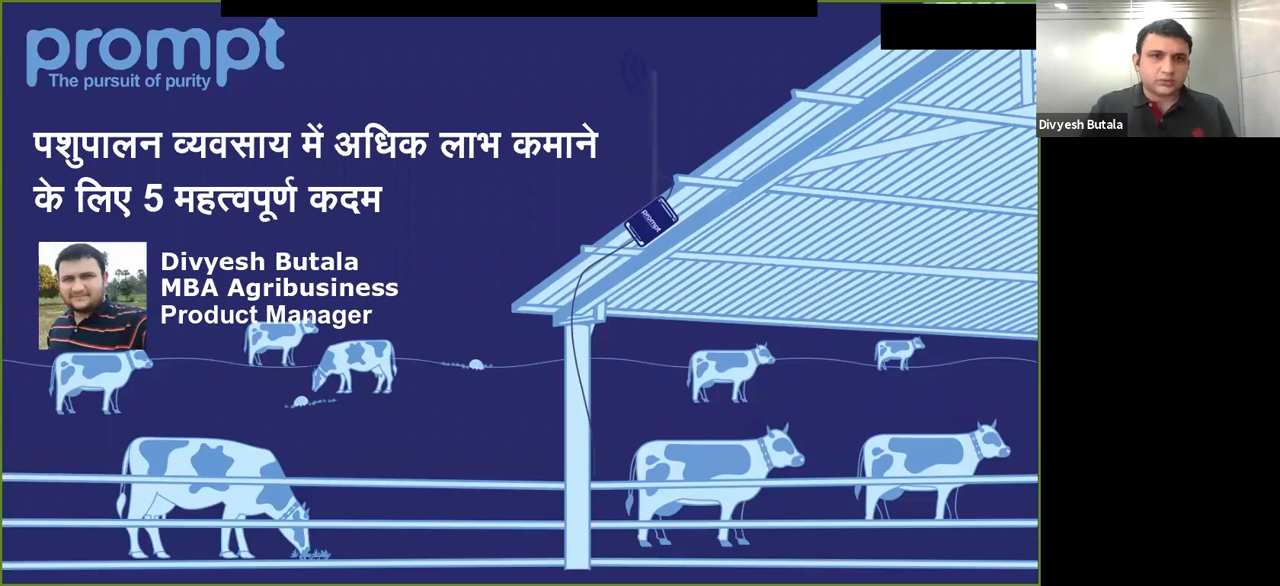 prompt
The pursuit of purity
पशुपालन व्यवसाय में अधिक लाभ कमाने
के लिए 5 महत्वपूर्ण कदम
Divyesh Butala
MBA Agribusiness
Product Manager
prompt
Divyesh Butala